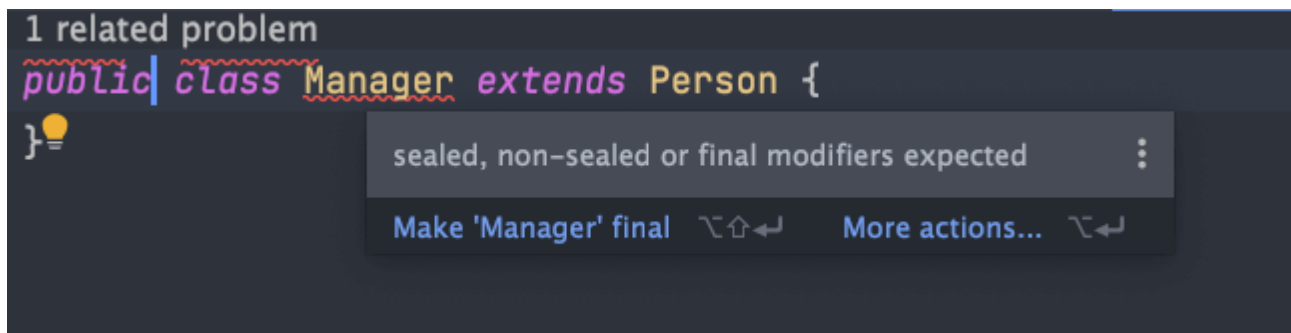 1 related problem
public class Manager extends Person {
}
sealed, non-sealed or final modifiers expected
Make 'Manager' final ⌥⇧↩ More actions... ⌥↩